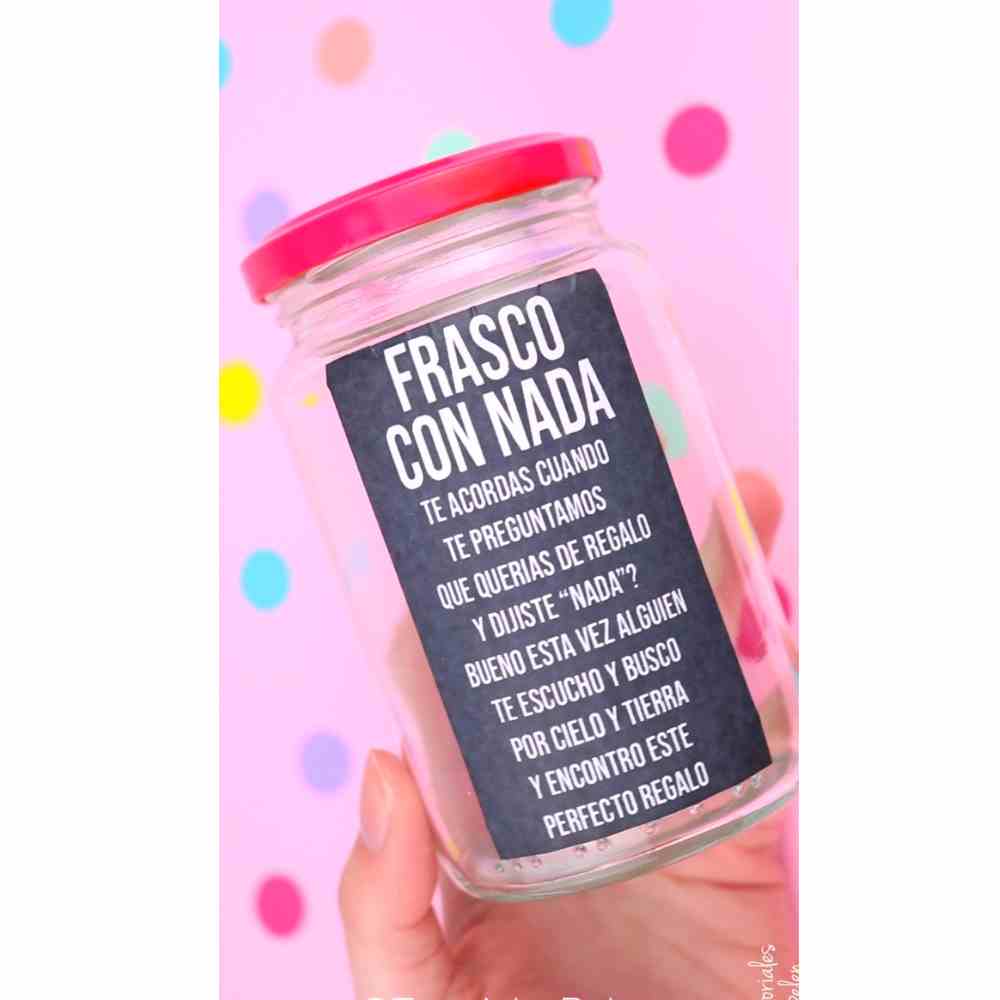 FRASCO
CON NADA
TE ACORDAS CUANDO
TE PREGUNTAMOS
QUE QUERIAS DE REGALO
Y DIJISTE “NADA”?
BUENO ESTA VEZ ALGUIEN
TE ESCUCHO Y BUSCO
POR CIELO Y TIERRA
Y ENCONTRO ESTE
PERFECTO REGALO